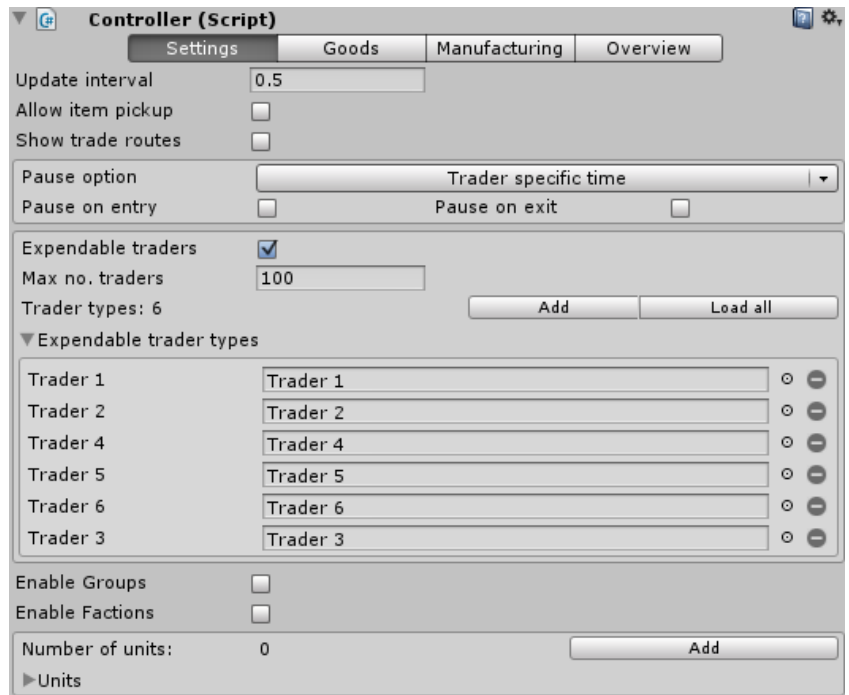 Controller (Script)
Settings Goods Manufacturing Overview
Update interval 0.5
Allow item pickup
Show trade routes
Pause option Trader specific time
Pause on entry Pause on exit
Expendable traders
Max no. traders 100
Trader types: 6 Add Load all
Expendable trader types
Trader 1 Trader 1
Trader 2 Trader 2
Trader 4 Trader 4
Trader 5 Trader 5
Trader 6 Trader 6
Trader 3 Trader 3
Enable Groups
Enable Factions
Number of units: 0 Add
Units